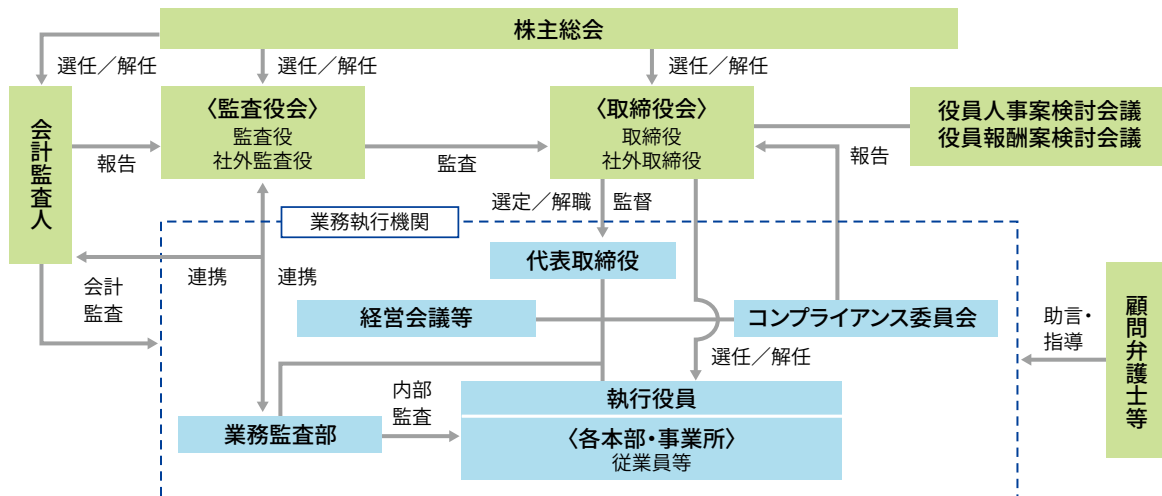 株主総会
選任／解任
選任／解任
選任／解任
会計監査人
〈監査役会〉
監査役
社外監査役
〈取締役会〉
取締役
社外取締役
役員人事案検討会議
役員報酬案検討会議
報告
監査
報告
選定／解職
監督
業務執行機関
代表取締役
連携
連携
会計
監査
経営会議等
コンプライアンス委員会
顧問弁護士等
助言・
指導
選任／解任
内部
監査
執行役員
業務監査部
〈各本部・事業所〉
従業員等